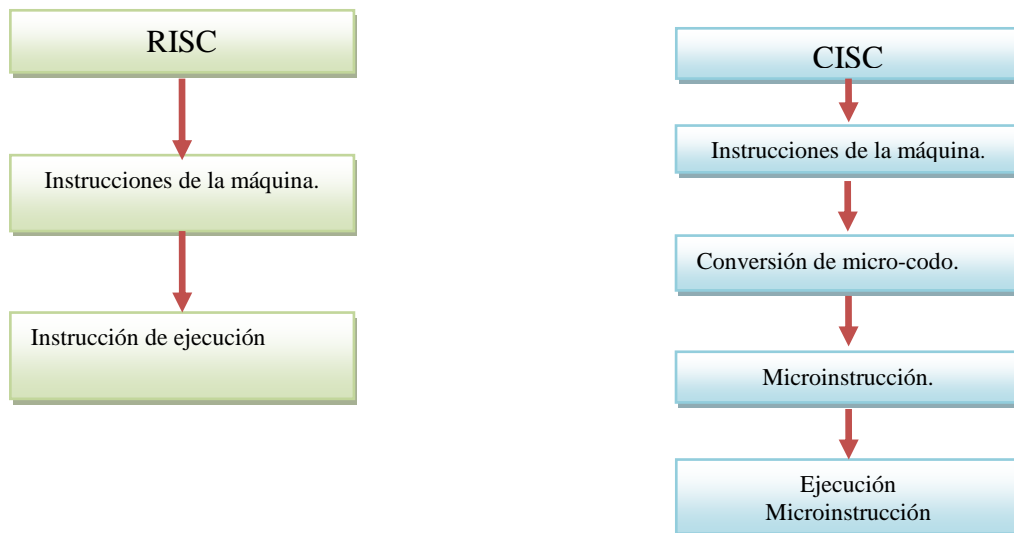 RISC
Instrucciones de la máquina.
Instrucción de ejecución
CISC
Instrucciones de la máquina.
Conversión de micro-codo.
Microinstrucción.
Ejecución
Microinstrucción